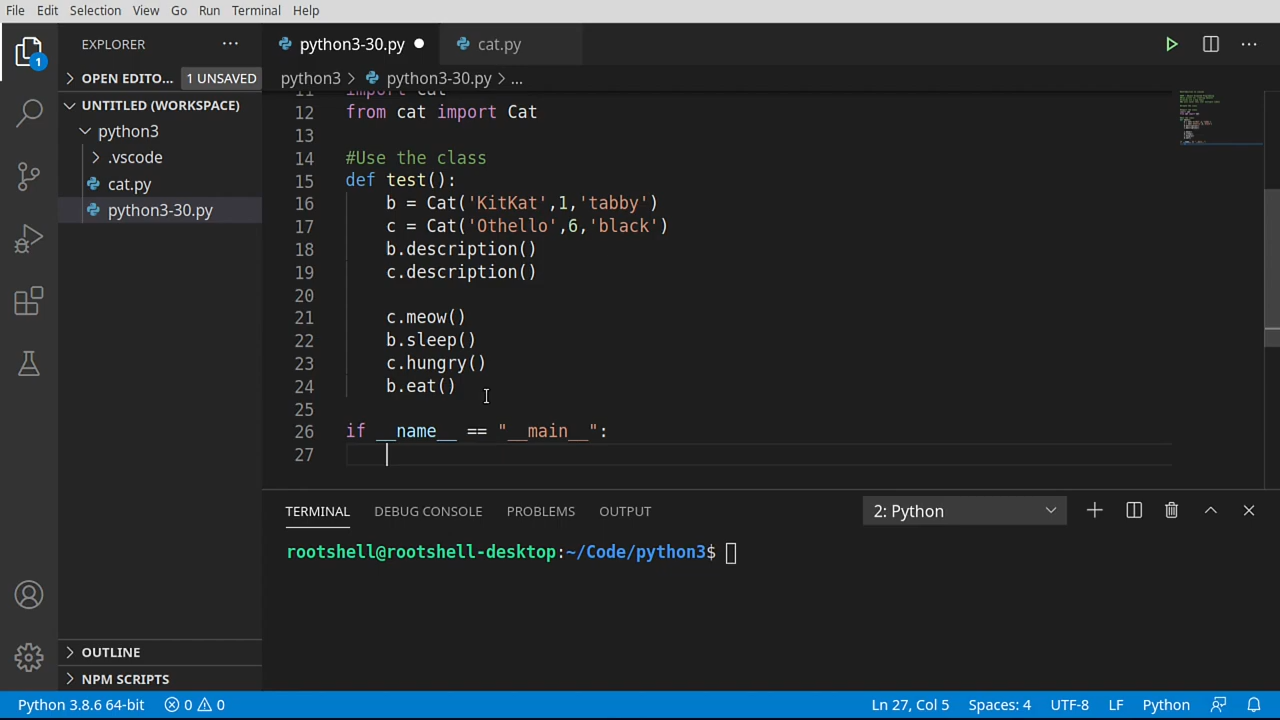 File Edit Selection View Go Run Terminal Help
EXPLORER
python3-30.py
cat.py
OPEN EDITO... 1 UNSAVED
python3 > python3-30.py > ...
UNTITLED (WORKSPACE)
python3
.vscode
cat.py
python3-30.py
1
11 import Cat
12 from cat import Cat
13
14 #Use the class
15 def test():
16 b = Cat('KitKat',1,'tabby')
17 c = Cat('Othello',6,'black')
18 b.description()
19 c.description()
20
21 c.meow()
22 b.sleep()
23 c.hungry()
24 b.eat()
25
26 if __name__ == "__main__":
27
TERMINAL DEBUG CONSOLE PROBLEMS OUTPUT 2: Python
rootshell@rootshell-desktop:~/Code/python3$
OUTLINE
NPM SCRIPTS
Python 3.8.6 64-bit 0 0 Ln 27, Col 5 Spaces: 4 UTF-8 LF Python